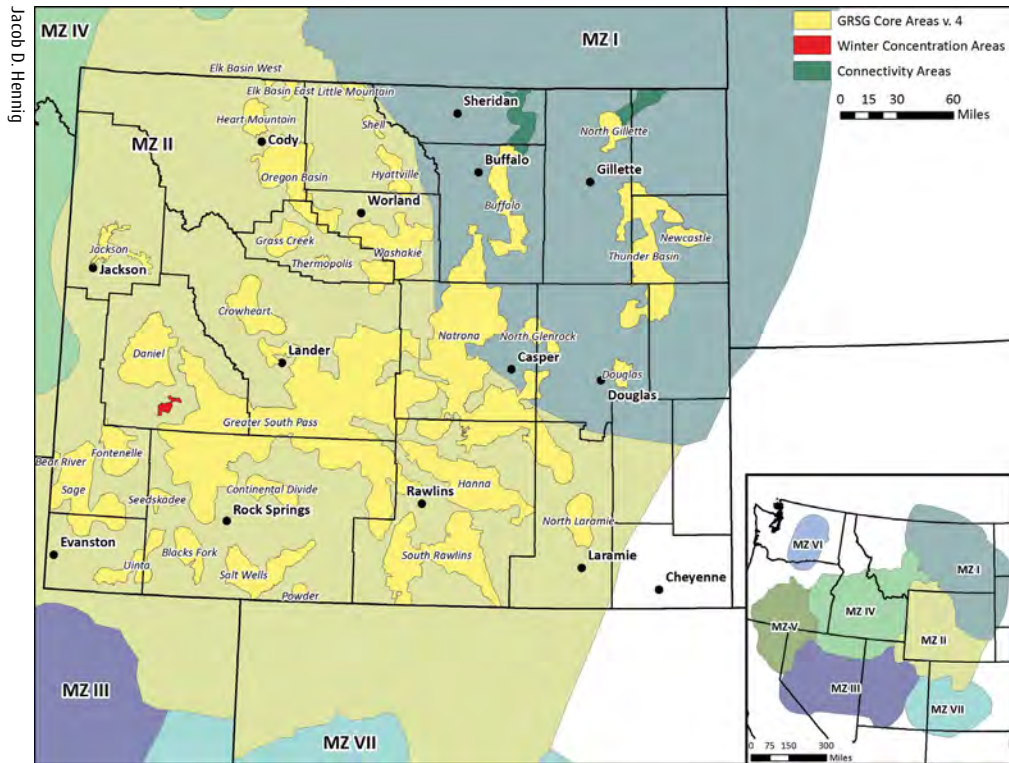 Jacob D. Hennig
MZ IV
MZ I
GRSG Core Areas v. 4
Winter Concentration Areas
Connectivity Areas
0 15 30 60
Miles
Elk Basin West
Elk Basin East
Little Mountain
Sheridan
Heart Mountain
Shell
North Gillette
MZ II
Cody
Buffalo
Gillette
Oregon Basin
Hyattville
Worland
Buffalo
Grass Creek
Washakie
Newcastle
Jackson
Thermopolis
Thunder Basin
Jackson
Crowheart
Natrona
North Glenrock
Daniel
Lander
Casper
Douglas
Douglas
Greater South Pass
Fontenelle
Bear River
Sage
Seedskadee
Continental Divide
Rawlins
Hanna
Rock Springs
North Laramie
Evanston
Blacks Fork
Uinta
Salt Wells
South Rawlins
Laramie
Powder
Cheyenne
MZ III
MZ VII
MZ VI
MZ I
MZ IV
MZ V
MZ II
MZ III
MZ VII
0 75 150 300
Miles